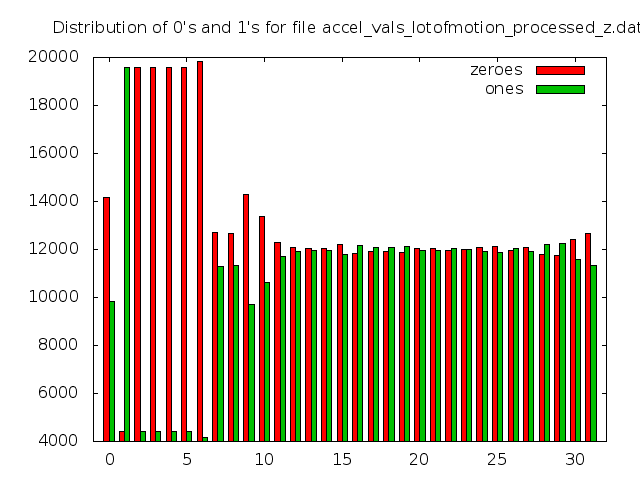 Distribution of 0's and 1's for file accel_vals_lotofmotion_processed_z.dat
20000
18000
16000
14000
12000
10000
8000
6000
4000
zeroes
ones
0 5 10 15 20 25 30